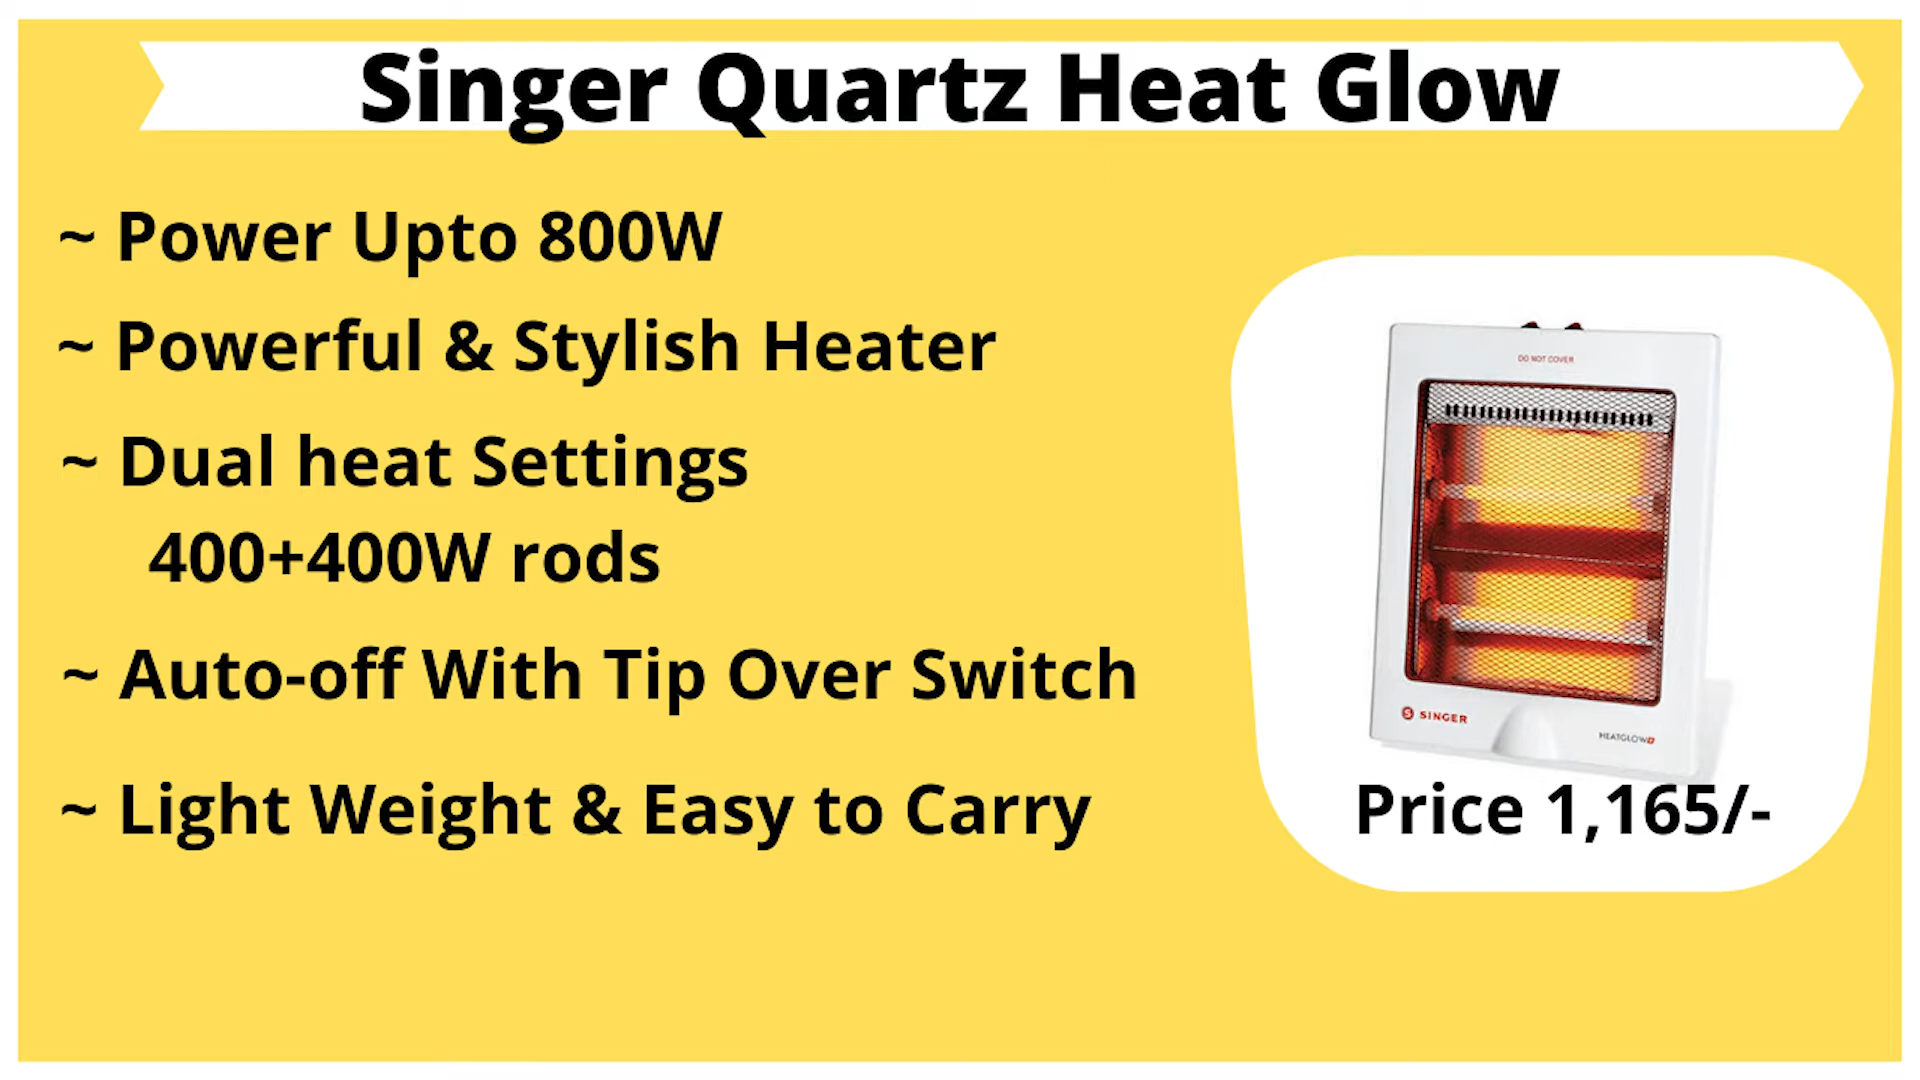 Singer Quartz Heat Glow
~ Power Upto 800W
~ Powerful & Stylish Heater
~ Dual heat Settings
400+400W rods
~ Auto-off With Tip Over Switch
~ Light Weight & Easy to Carry
DO NOT COVER
S SINGER
HEATGLOW+
Price 1,165/-